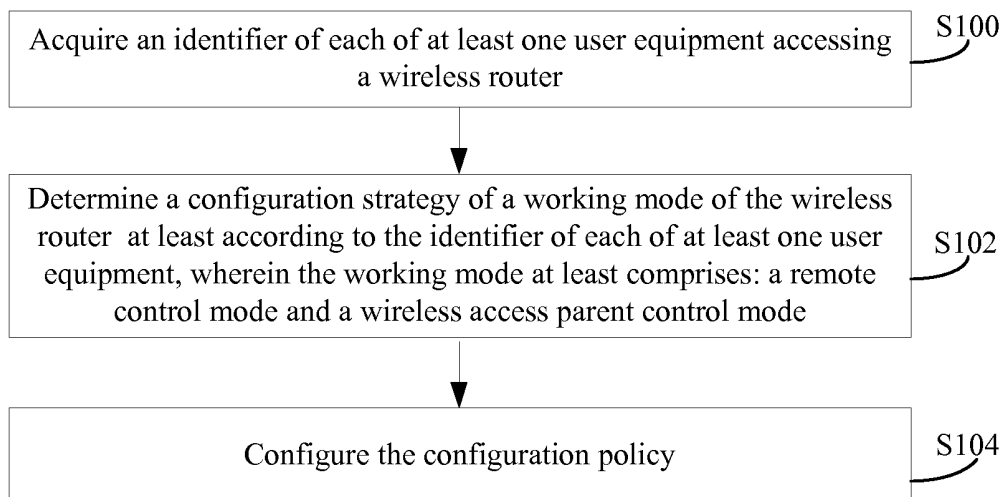 Acquire an identifier of each of at least one user equipment accessing
a wireless router
S100
Determine a configuration strategy of a working mode of the wireless
router at least according to the identifier of each of at least one user
equipment, wherein the working mode at least comprises: a remote
control mode and a wireless access parent control mode
S102
Configure the configuration policy
S104